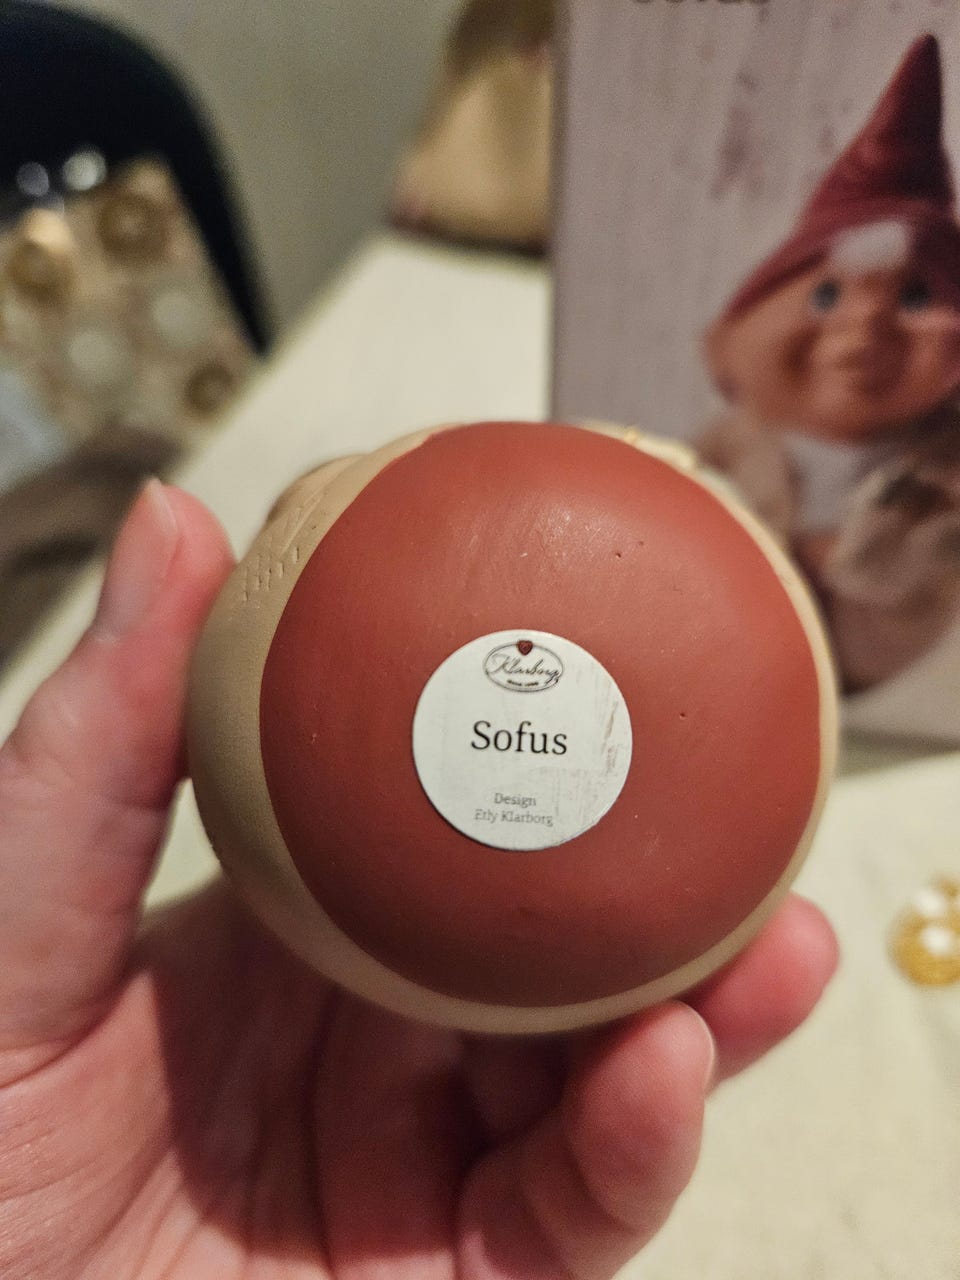 Klarborg
Sofus
Design
Etly Klarborg